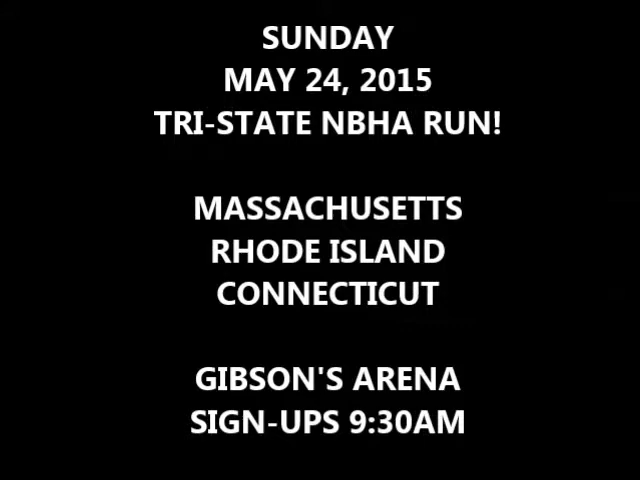 SUNDAY
MAY 24, 2015
TRI-STATE NBHA RUN!
MASSACHUSETTS
RHODE ISLAND
CONNECTICUT
GIBSON'S ARENA
SIGN-UPS 9:30AM